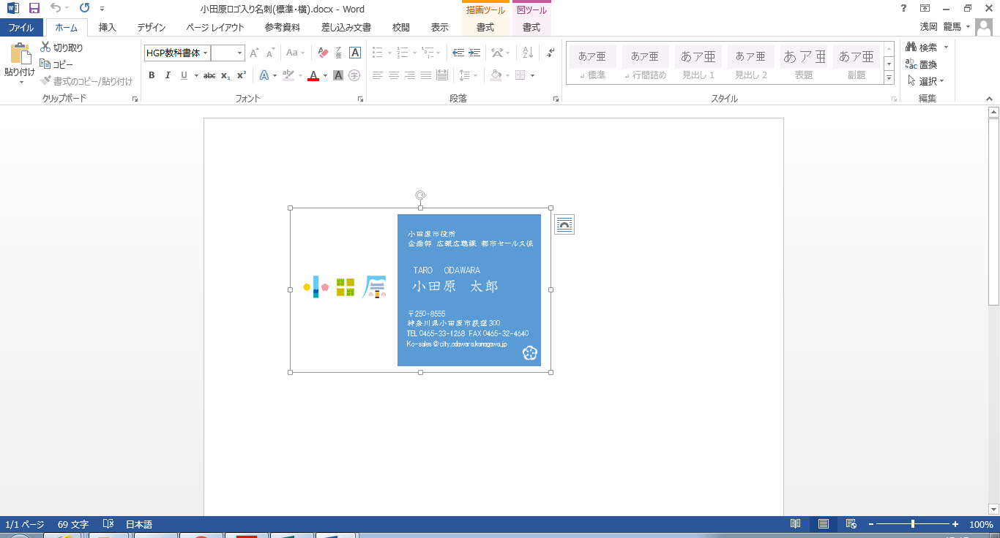 小田原ロゴ入り名刺(標準・横).docx - Word
描画ツール
図ツール
ファイル
ホーム
挿入
デザイン
ページ レイアウト
参考資料
差し込み文書
校閲
表示
書式
書式
浅岡 龍馬
貼り付け
切り取り
コピー
書式のコピー/貼り付け
クリップボード
HGP教科書体
フォント
段落
あア亜
標準
あア亜
行間詰め
あア亜
見出し 1
あア亜
見出し 2
あア亜
表題
あア亜
副題
スタイル
検索
置換
選択
編集
小田原
小田原市役所
企画部 広報広聴課 都市セールス係
TARO ODAWARA
小田原 太郎
〒250-8555
神奈川県小田原市荻窪300
TEL 0465-33-1268 FAX 0465-32-4640
Ko-sales@city.odawara.kanagawa.jp
1/1 ページ
69 文字
日本語
100%